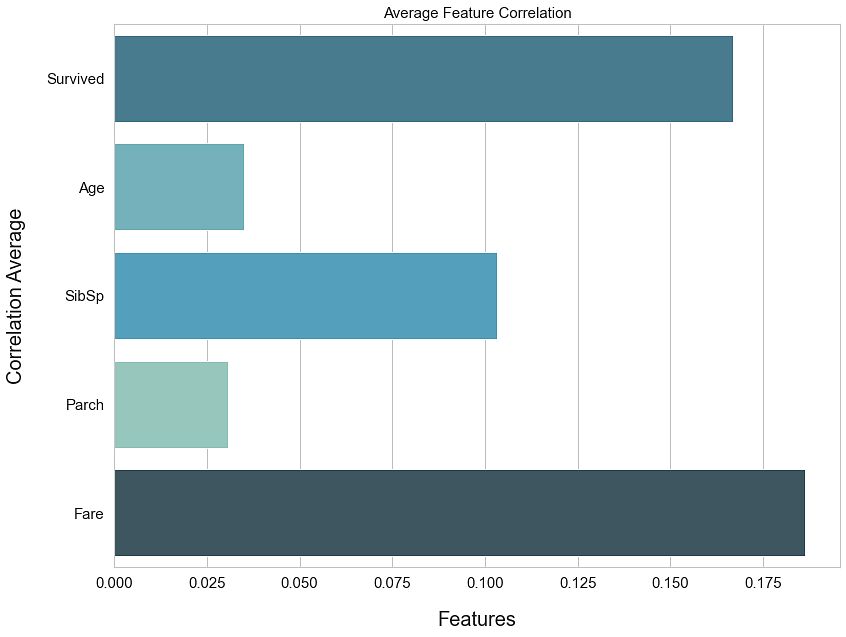 Average Feature Correlation
Correlation Average
Survived
Age
SibSp
Parch
Fare
0.000 0.025 0.050 0.075 0.100 0.125 0.150 0.175
Features